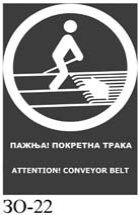 ПАЖЊА! ПОКРЕТНА ТРАКА
ATTENTION! CONVEYOR BELT
ЗО-22